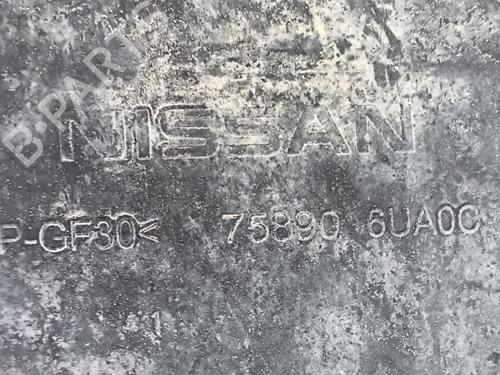 B-PARTS
NISSAN
P-GF30< 75890 6UA0C
1